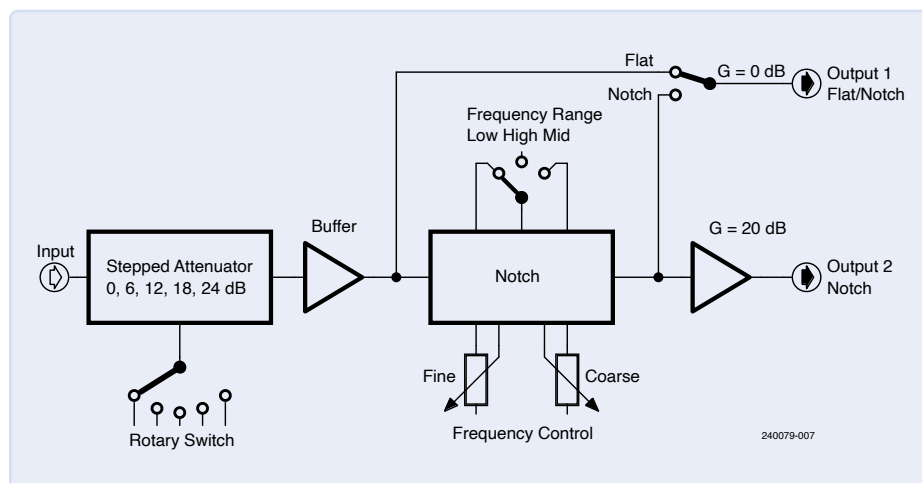 Flat
G = 0 dB
Output 1
Flat/Notch
Notch
Frequency Range
Low High Mid
Buffer
G = 20 dB
Input
Stepped Attenuator
0, 6, 12, 18, 24 dB
Notch
Output 2
Notch
Fine
Coarse
Rotary Switch
Frequency Control
240079-007